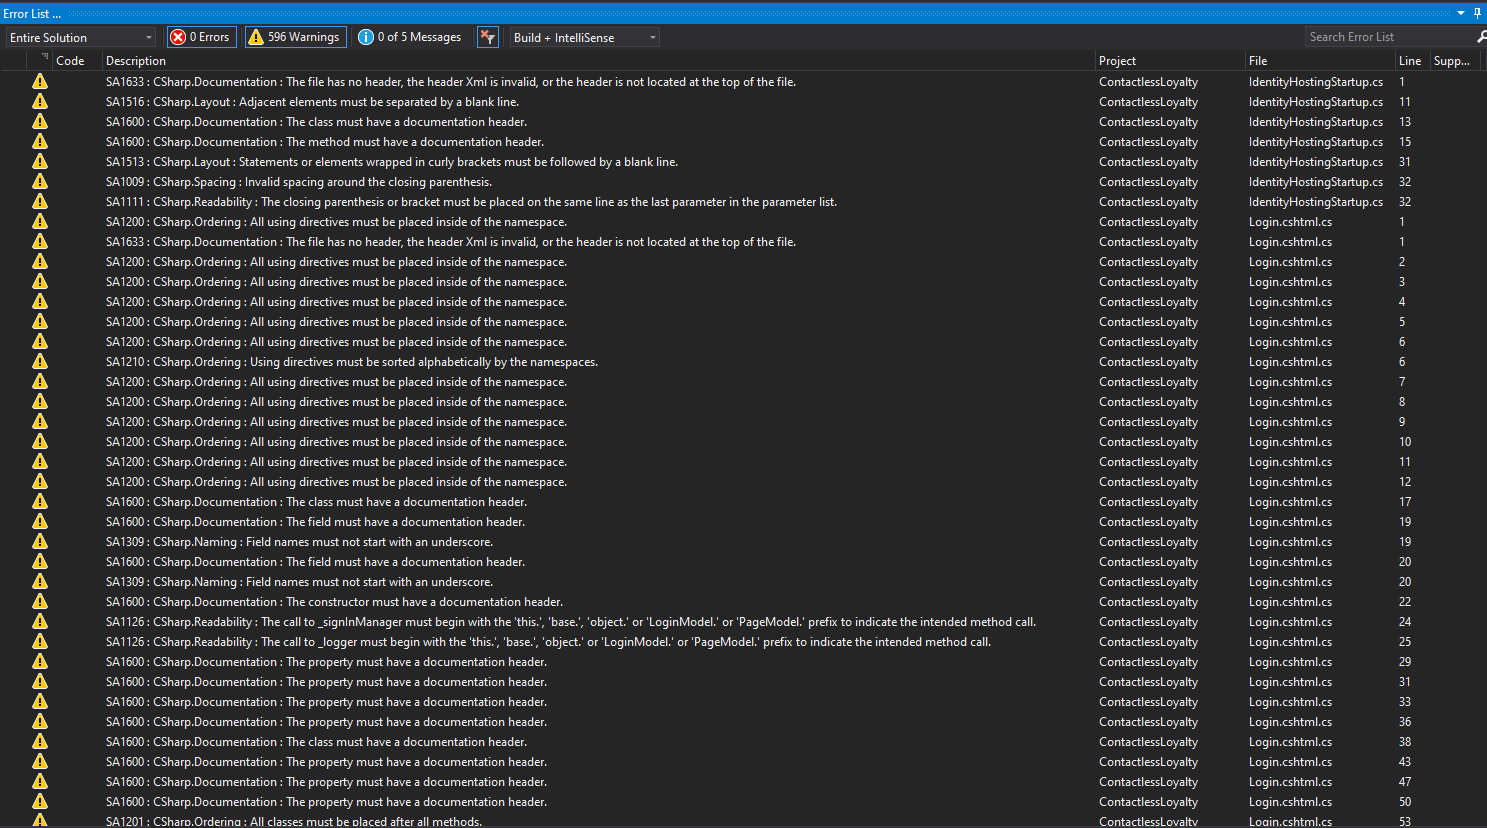 Error List ...
Entire Solution 0 Errors 596 Warnings 0 of 5 Messages Build + IntelliSense Search Error List
Code Description Project File Line Supp...
SA1633 : CSharp.Documentation : The file has no header, the header Xml is invalid, or the header is not located at the top of the file. ContactlessLoyalty IdentityHostingStartup.cs 1
SA1516 : CSharp.Layout : Adjacent elements must be separated by a blank line. ContactlessLoyalty IdentityHostingStartup.cs 11
SA1600 : CSharp.Documentation : The class must have a documentation header. ContactlessLoyalty IdentityHostingStartup.cs 13
SA1600 : CSharp.Documentation : The method must have a documentation header. ContactlessLoyalty IdentityHostingStartup.cs 15
SA1513 : CSharp.Layout : Statements or elements wrapped in curly brackets must be followed by a blank line. ContactlessLoyalty IdentityHostingStartup.cs 31
SA1009 : CSharp.Spacing : Invalid spacing around the closing parenthesis. ContactlessLoyalty IdentityHostingStartup.cs 32
SA1111 : CSharp.Readability : The closing parenthesis or bracket must be placed on the same line as the last parameter in the parameter list. ContactlessLoyalty IdentityHostingStartup.cs 32
SA1200 : CSharp.Ordering : All using directives must be placed inside of the namespace. ContactlessLoyalty Login.cshtml.cs 1
SA1633 : CSharp.Documentation : The file has no header, the header Xml is invalid, or the header is not located at the top of the file. ContactlessLoyalty Login.cshtml.cs 1
SA1200 : CSharp.Ordering : All using directives must be placed inside of the namespace. ContactlessLoyalty Login.cshtml.cs 2
SA1200 : CSharp.Ordering : All using directives must be placed inside of the namespace. ContactlessLoyalty Login.cshtml.cs 3
SA1200 : CSharp.Ordering : All using directives must be placed inside of the namespace. ContactlessLoyalty Login.cshtml.cs 4
SA1200 : CSharp.Ordering : All using directives must be placed inside of the namespace. ContactlessLoyalty Login.cshtml.cs 5
SA1200 : CSharp.Ordering : All using directives must be placed inside of the namespace. ContactlessLoyalty Login.cshtml.cs 6
SA1210 : CSharp.Ordering : Using directives must be sorted alphabetically by the namespaces. ContactlessLoyalty Login.cshtml.cs 6
SA1200 : CSharp.Ordering : All using directives must be placed inside of the namespace. ContactlessLoyalty Login.cshtml.cs 7
SA1200 : CSharp.Ordering : All using directives must be placed inside of the namespace. ContactlessLoyalty Login.cshtml.cs 8
SA1200 : CSharp.Ordering : All using directives must be placed inside of the namespace. ContactlessLoyalty Login.cshtml.cs 9
SA1200 : CSharp.Ordering : All using directives must be placed inside of the namespace. ContactlessLoyalty Login.cshtml.cs 10
SA1200 : CSharp.Ordering : All using directives must be placed inside of the namespace. ContactlessLoyalty Login.cshtml.cs 11
SA1200 : CSharp.Ordering : All using directives must be placed inside of the namespace. ContactlessLoyalty Login.cshtml.cs 12
SA1600 : CSharp.Documentation : The class must have a documentation header. ContactlessLoyalty Login.cshtml.cs 17
SA1600 : CSharp.Documentation : The field must have a documentation header. ContactlessLoyalty Login.cshtml.cs 19
SA1309 : CSharp.Naming : Field names must not start with an underscore. ContactlessLoyalty Login.cshtml.cs 19
SA1600 : CSharp.Documentation : The field must have a documentation header. ContactlessLoyalty Login.cshtml.cs 20
SA1309 : CSharp.Naming : Field names must not start with an underscore. ContactlessLoyalty Login.cshtml.cs 20
SA1600 : CSharp.Documentation : The constructor must have a documentation header. ContactlessLoyalty Login.cshtml.cs 22
SA1126 : CSharp.Readability : The call to _signInManager must begin with the 'this.', 'base.', 'object.' or 'LoginModel.' or 'PageModel.' prefix to indicate the intended method call. ContactlessLoyalty Login.cshtml.cs 24
SA1126 : CSharp.Readability : The call to _logger must begin with the 'this.', 'base.', 'object.' or 'LoginModel.' or 'PageModel.' prefix to indicate the intended method call. ContactlessLoyalty Login.cshtml.cs 25
SA1600 : CSharp.Documentation : The property must have a documentation header. ContactlessLoyalty Login.cshtml.cs 29
SA1600 : CSharp.Documentation : The property must have a documentation header. ContactlessLoyalty Login.cshtml.cs 31
SA1600 : CSharp.Documentation : The property must have a documentation header. ContactlessLoyalty Login.cshtml.cs 33
SA1600 : CSharp.Documentation : The property must have a documentation header. ContactlessLoyalty Login.cshtml.cs 36
SA1600 : CSharp.Documentation : The class must have a documentation header. ContactlessLoyalty Login.cshtml.cs 38
SA1600 : CSharp.Documentation : The property must have a documentation header. ContactlessLoyalty Login.cshtml.cs 43
SA1600 : CSharp.Documentation : The property must have a documentation header. ContactlessLoyalty Login.cshtml.cs 47
SA1600 : CSharp.Documentation : The property must have a documentation header. ContactlessLoyalty Login.cshtml.cs 50
SA1201 : CSharp.Ordering : All classes must be placed after all methods. ContactlessLoyalty Login.cshtml.cs 53